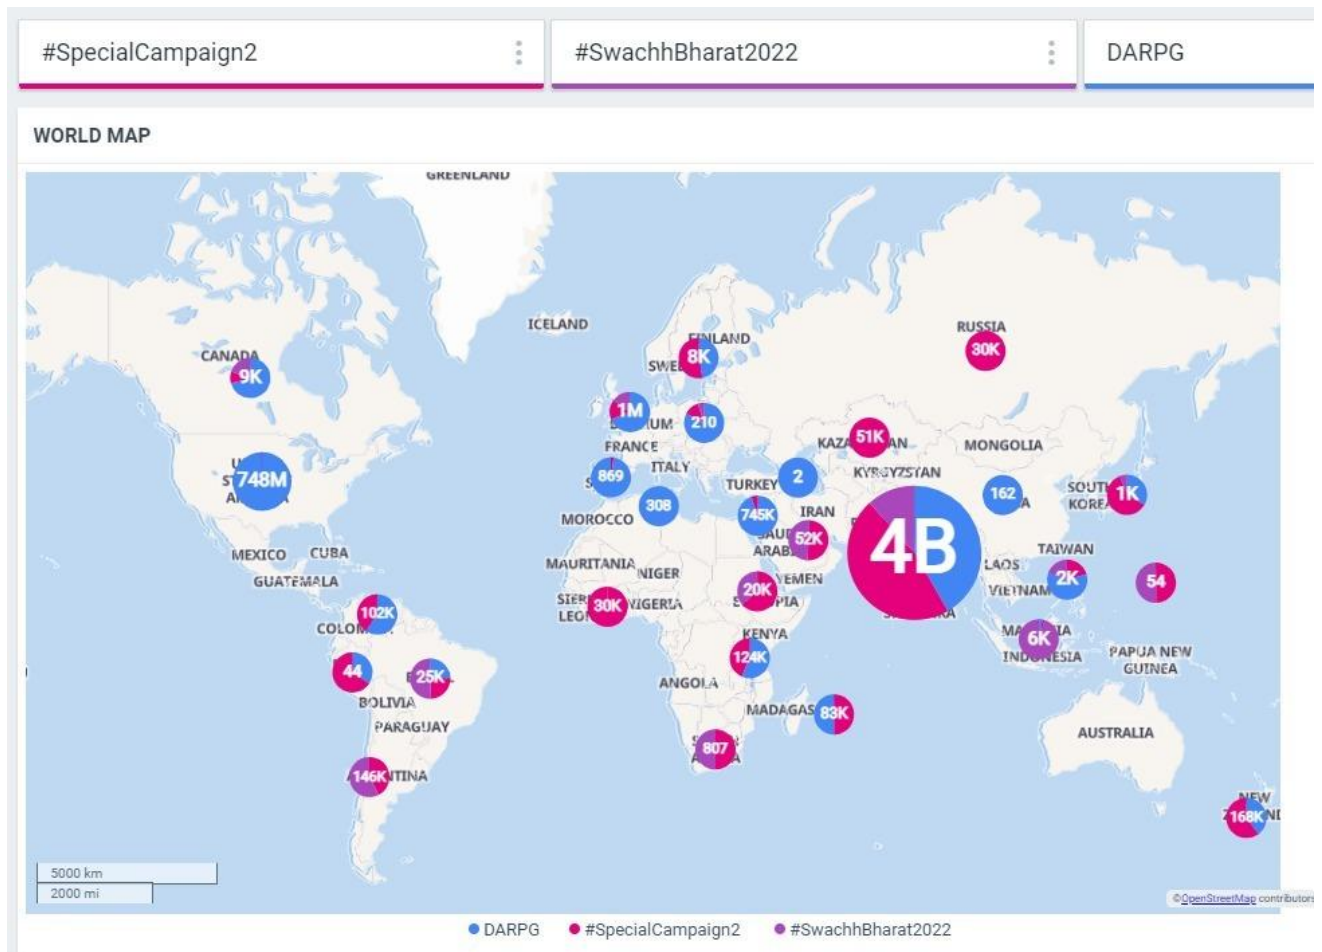 #SpecialCampaign2
#SwachhBharat2022
DARPG
WORLD MAP
GREENLAND
ICELAND
FINLAND
RUSSIA
30K
CANADA
9K
8K
1M
210
FRANCE
51K
MONGOLIA
KYRGYZSTAN
ITALY
748M
869
TURKEY
2
162
SOUTH
KOREA
1K
308
MOROCCO
745K
IRAN
52K
4B
TAIWAN
MEXICO
CUBA
GUATEMALA
MAURITANIA
NIGER
YEMEN
LAOS
VIETNAM
2K
54
20K
30K
NIGERIA
102K
KENYA
6K
INDONESIA
PAPUA NEW
GUINEA
124K
44
25K
BOLIVIA
ANGOLA
PARAGUAY
MADAGAS
83K
AUSTRALIA
807
146K
NEW
168K
5000 km
2000 mi
©OpenStreetMap contributors
DARPG
#SpecialCampaign2
#SwachhBharat2022